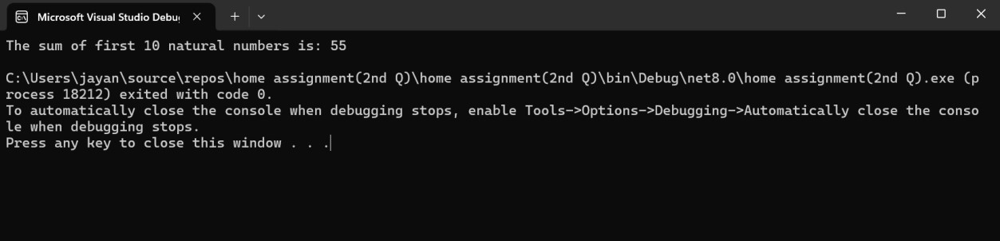 Microsoft Visual Studio Debu
The sum of first 10 natural numbers is: 55
C:\Users\jayan\source\repos\home assignment(2nd Q)\home assignment(2nd Q)\bin\Debug\net8.0\home assignment(2nd Q).exe (p
rocess 18212) exited with code 0.
To automatically close the console when debugging stops, enable Tools->Options->Debugging->Automatically close the conso
le when debugging stops.
Press any key to close this window . . .